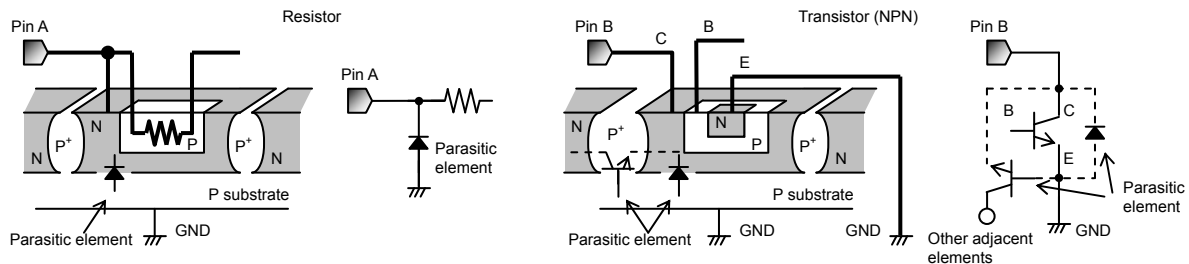 Resistor
Pin A
N
P+
N
P
P+
N
P substrate
Parasitic element
GND
Pin A
Parasitic
element
Transistor (NPN)
Pin B
C
B
E
N
P+
N
N
P
P+
N
P substrate
Parasitic element
GND
GND
Pin B
B
C
E
Parasitic
element
GND
Other adjacent
elements